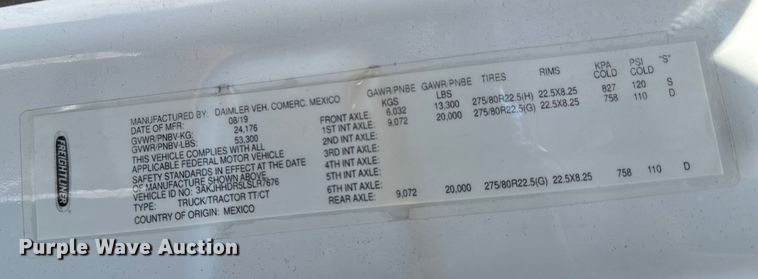 FREIGHTLINER
MANUFACTURED BY: DAIMLER VEH. COMERC. MEXICO
DATE OF MFR: 08/19
GVWR/PNBV-KG: 24,176
GVWR/PNBV-LBS: 53,300
THIS VEHICLE COMPLIES WITH ALL
APPLICABLE FEDERAL MOTOR VEHICLE
SAFETY STANDARDS IN EFFECT AT THE DATE
OF MANUFACTURE SHOWN ABOVE
VEHICLE ID NO: 3AKJHHDR5LSLR7676
TYPE: TRUCK/TRACTOR TT/CT
COUNTRY OF ORIGIN: MEXICO
GAWR/PNBE KGS GAWR/PNBE LBS TIRES RIMS KPA COLD PSI COLD "S"
FRONT AXLE: 6,032 13,300 275/80R22.5(H) 22.5X8.25 827 120 S
1ST INT AXLE: 9,072 20,000 275/80R22.5(G) 22.5X8.25 758 110 D
2ND INT AXLE:
3RD INT AXLE:
4TH INT AXLE:
5TH INT AXLE:
6TH INT AXLE:
REAR AXLE: 9,072 20,000 275/80R22.5(G) 22.5X8.25 758 110 D
Purple Wave Auction